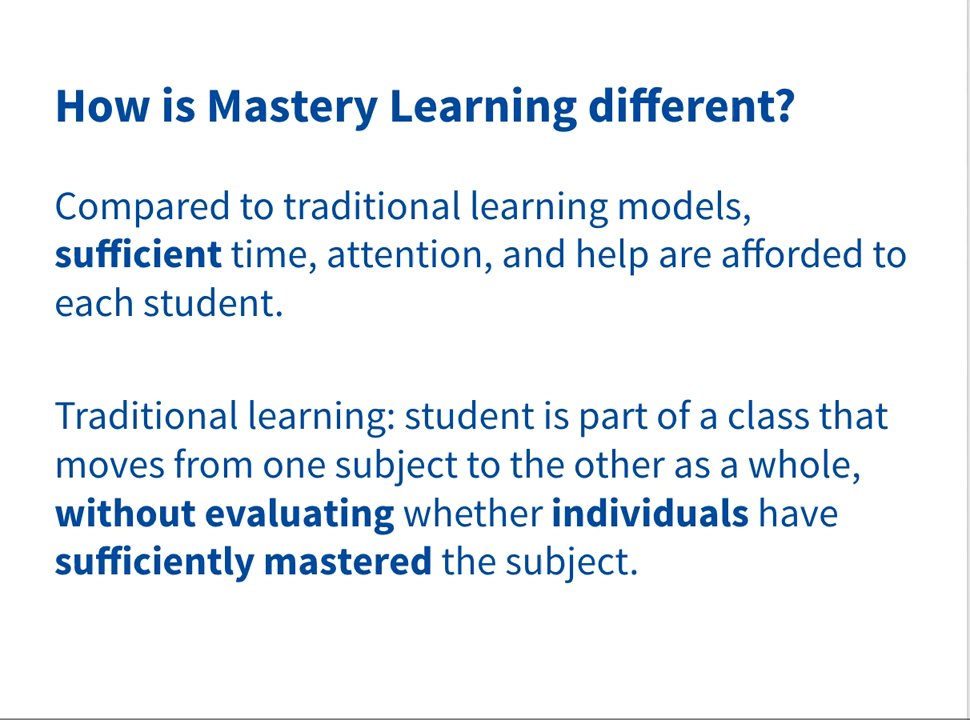 How is Mastery Learning different?
Compared to traditional learning models,
sufficient time, attention, and help are afforded to
each student.
Traditional learning: student is part of a class that
moves from one subject to the other as a whole,
without evaluating whether individuals have
sufficiently mastered the subject.